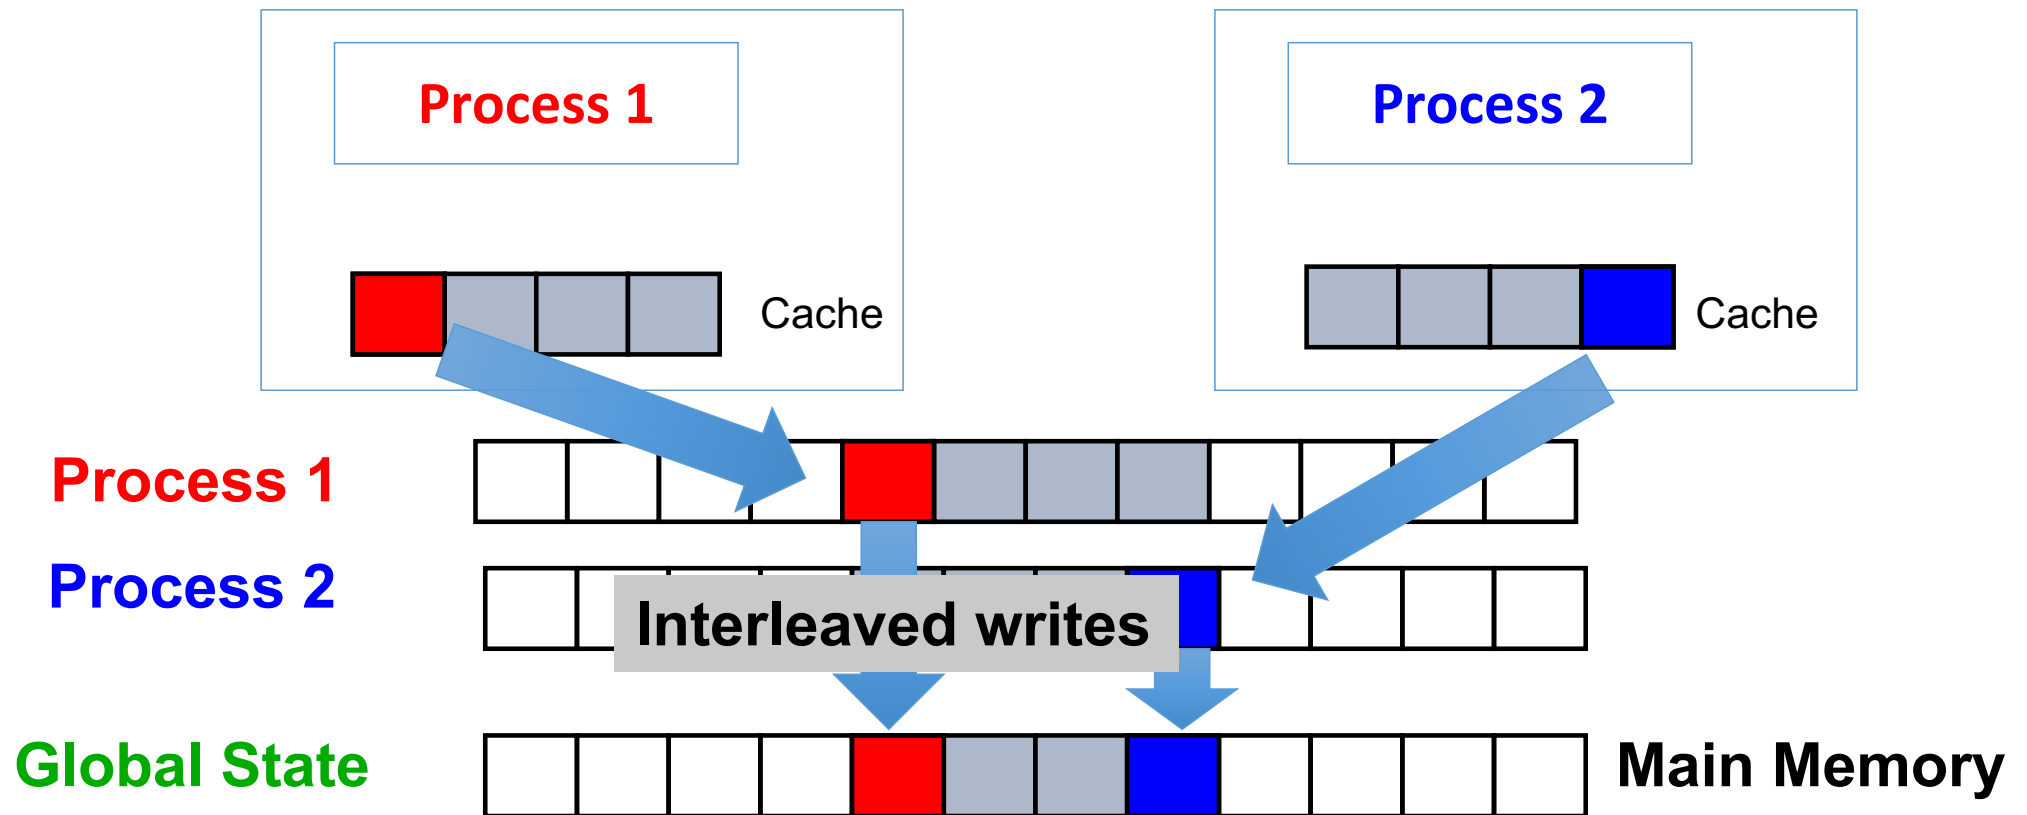 Process 1
Process 2
Cache
Cache
Process 1
Process 2
Interleaved writes
Global State
Main Memory